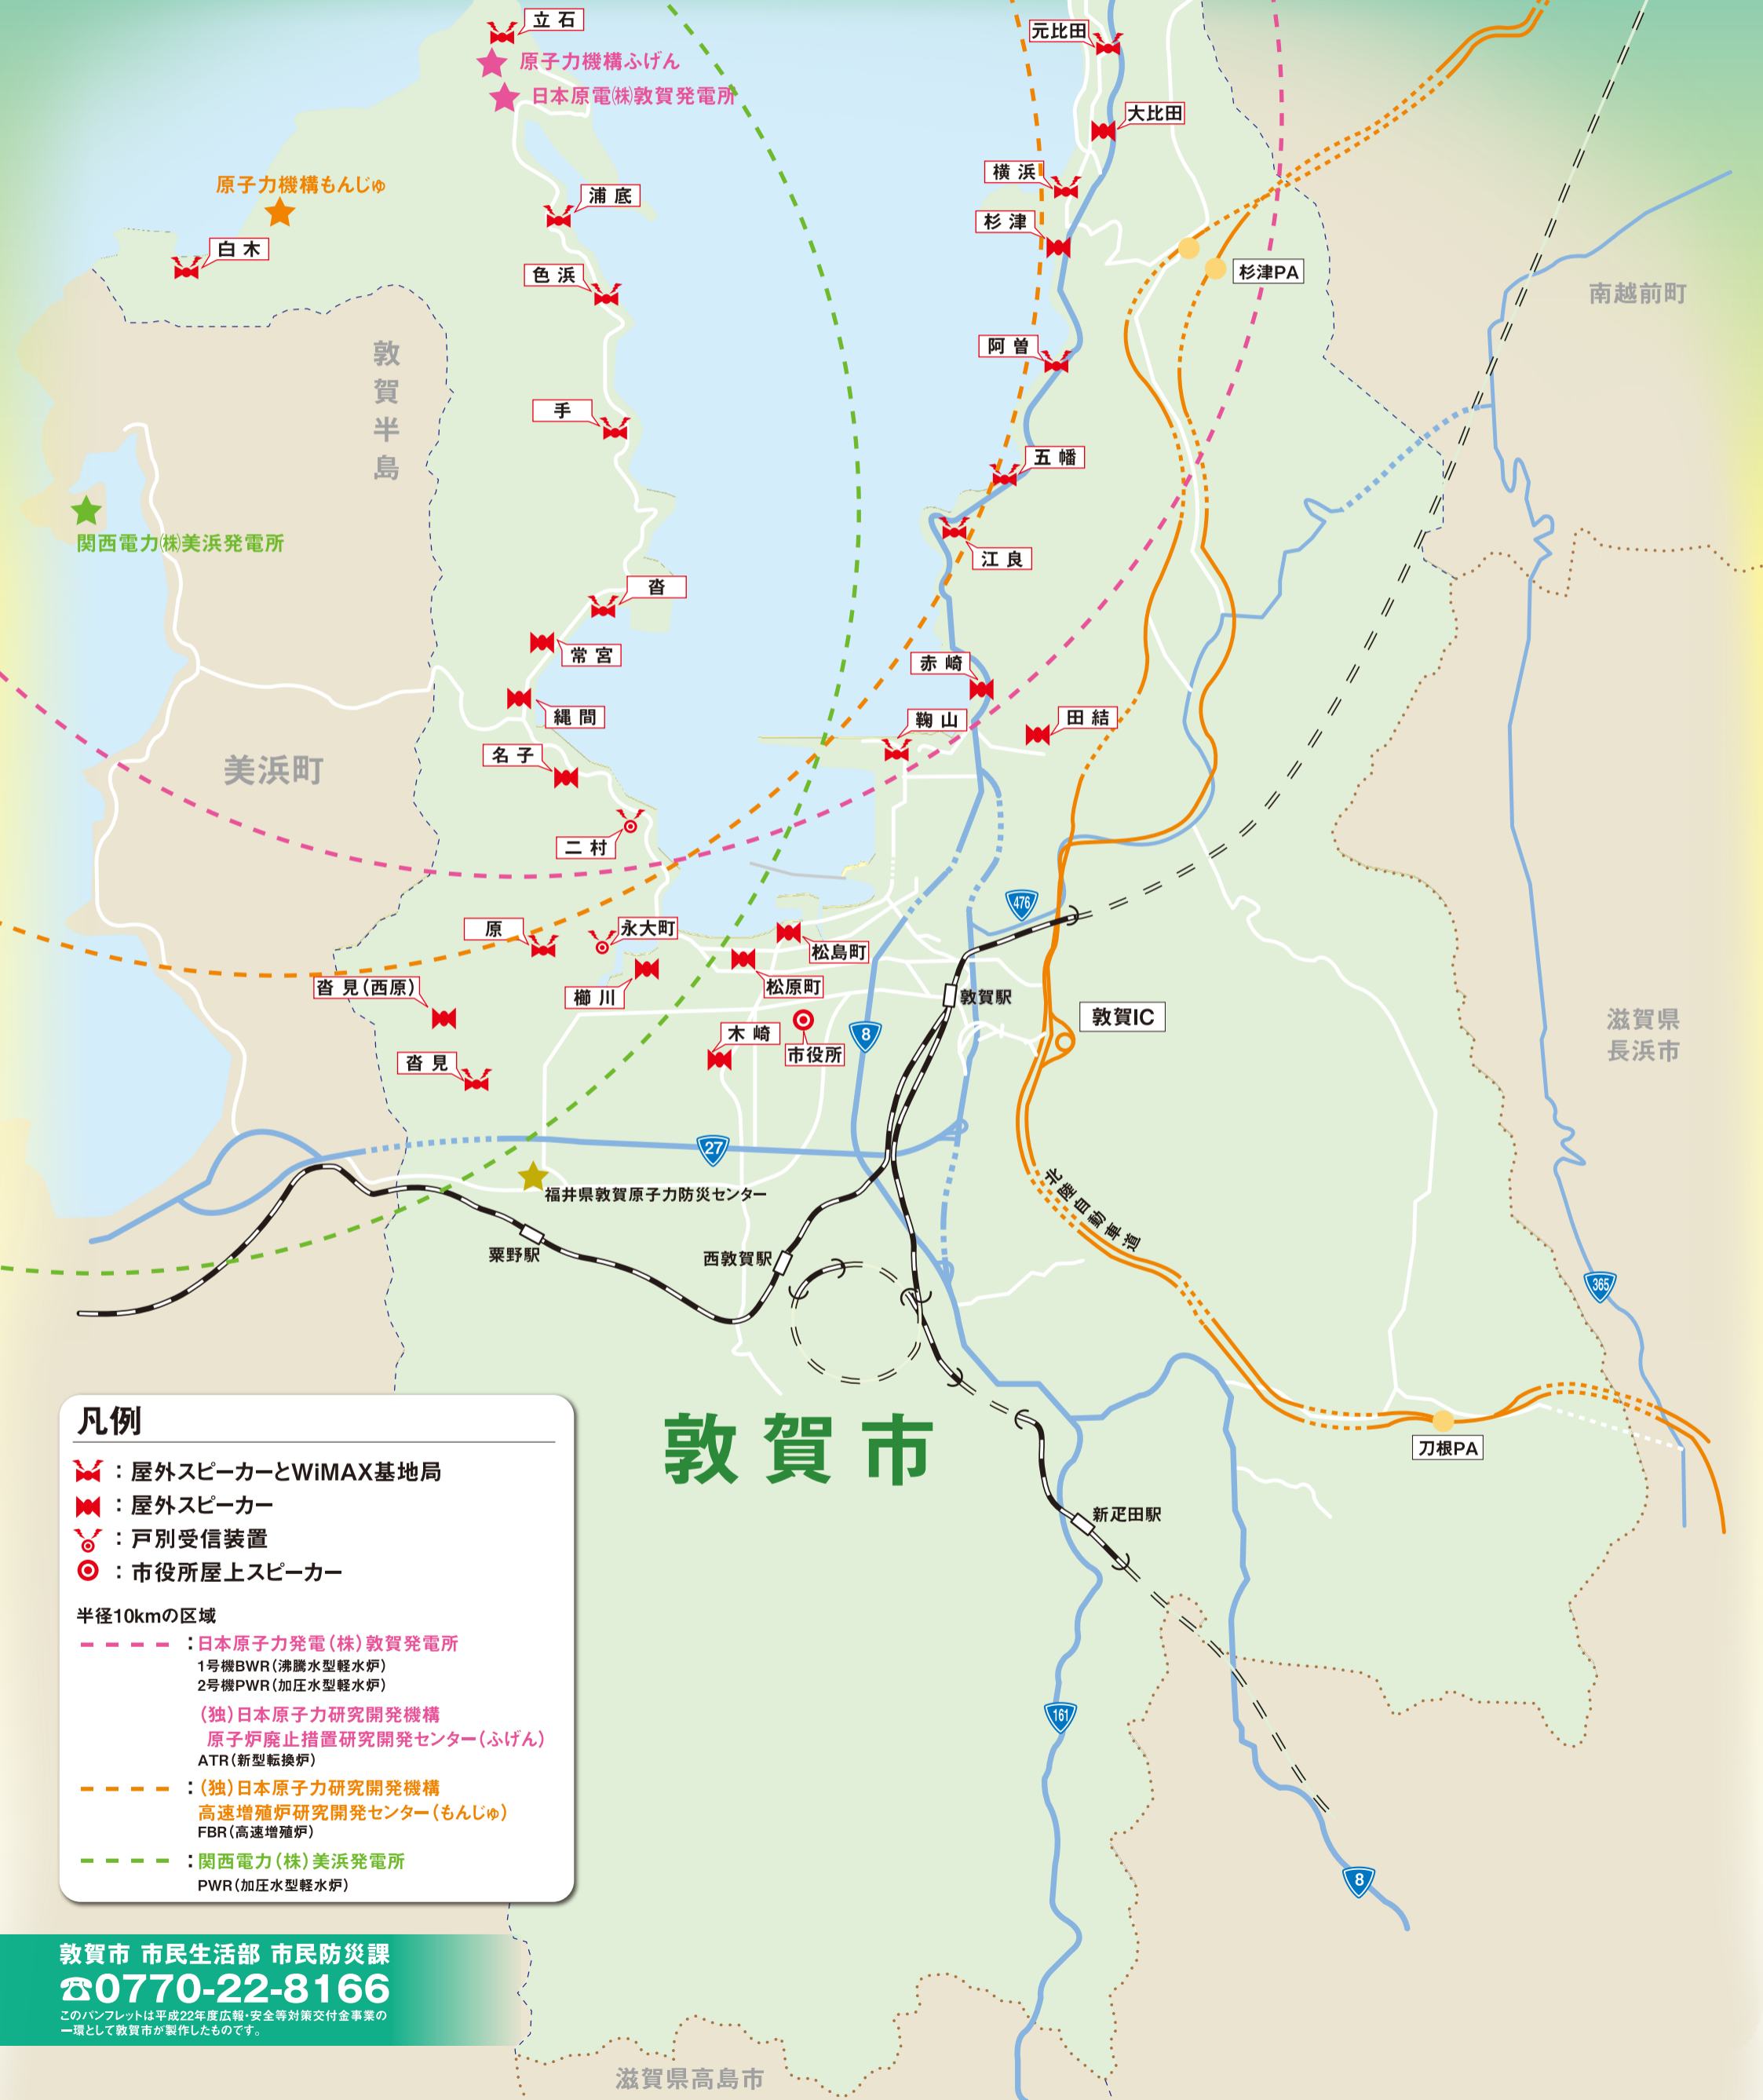 立石
原子力機構ふげん
日本原電㈱敦賀発電所
元比田
大比田
横浜
杉津
杉津PA
原子力機構もんじゅ
白木
浦底
色浜
南越前町
阿曽
敦賀半島
手
五幡
江良
関西電力㈱美浜発電所
沓
常宮
赤崎
縄間
鞠山
田結
名子
美浜町
二村
476
原
永大町
松島町
松原町
櫛川
沓見(西原)
敦賀駅
敦賀IC
滋賀県
長浜市
木崎
市役所
8
沓見
27
福井県敦賀原子力防災センター
北陸自動車道
粟野駅
西敦賀駅
365
敦賀市
刀根PA
新疋田駅
161
8
凡例
：屋外スピーカーとWiMAX基地局
：屋外スピーカー
：戸別受信装置
：市役所屋上スピーカー
半径10kmの区域
：日本原子力発電(株)敦賀発電所
1号機BWR(沸騰水型軽水炉)
2号機PWR(加圧水型軽水炉)
(独)日本原子力研究開発機構
原子炉廃止措置研究開発センター(ふげん)
ATR(新型転換炉)
：(独)日本原子力研究開発機構
高速増殖炉研究開発センター(もんじゅ)
FBR(高速増殖炉)
：関西電力(株)美浜発電所
PWR(加圧水型軽水炉)
敦賀市 市民生活部 市民防災課
☎0770-22-8166
このパンフレットは平成22年度広報・安全等対策交付金事業の
一環として敦賀市が製作したものです。
滋賀県高島市